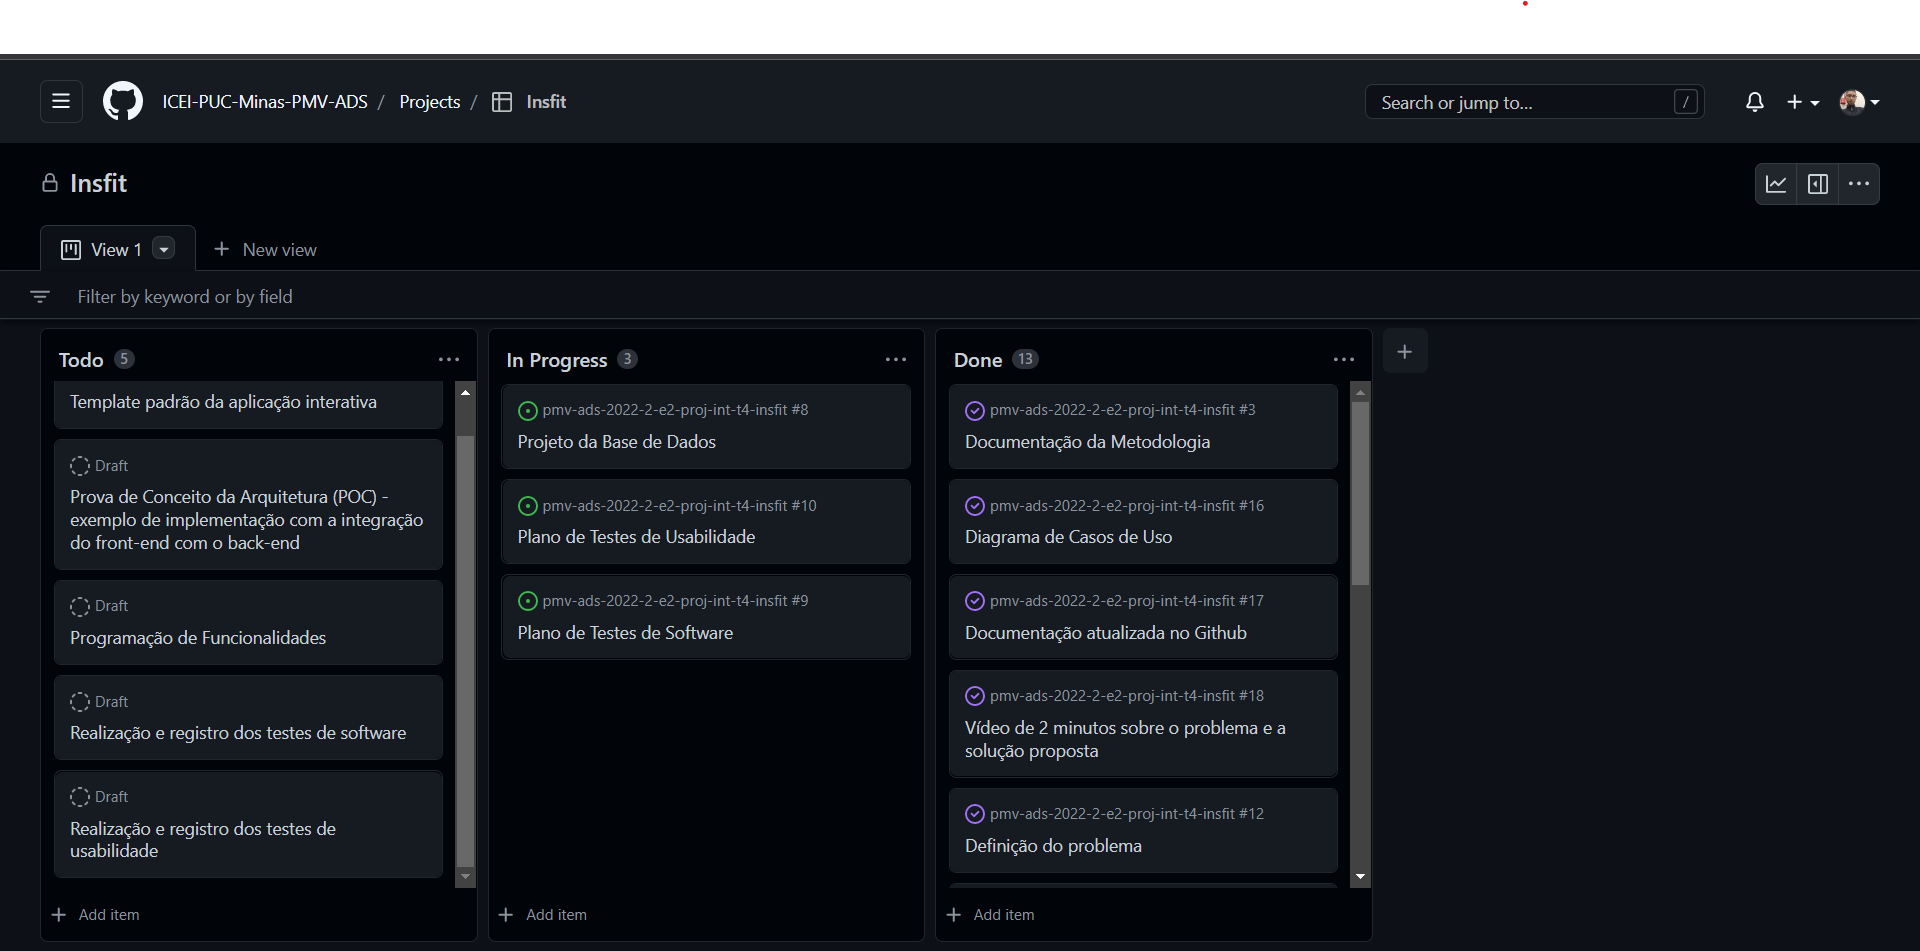 ICEI-PUC-Minas-PMV-ADS / Projects / Insfit
Search or jump to... /
Insfit
View 1
New view
Filter by keyword or by field
Todo 5
Template padrão da aplicação interativa
Draft
Prova de Conceito da Arquitetura (POC) -
exemplo de implementação com a integração
do front-end com o back-end
Draft
Programação de Funcionalidades
Draft
Realização e registro dos testes de software
Draft
Realização e registro dos testes de
usabilidade
Add item
In Progress 3
pmv-ads-2022-2-e2-proj-int-t4-insfit #8
Projeto da Base de Dados
pmv-ads-2022-2-e2-proj-int-t4-insfit #10
Plano de Testes de Usabilidade
pmv-ads-2022-2-e2-proj-int-t4-insfit #9
Plano de Testes de Software
Add item
Done 13
pmv-ads-2022-2-e2-proj-int-t4-insfit #3
Documentação da Metodologia
pmv-ads-2022-2-e2-proj-int-t4-insfit #16
Diagrama de Casos de Uso
pmv-ads-2022-2-e2-proj-int-t4-insfit #17
Documentação atualizada no Github
pmv-ads-2022-2-e2-proj-int-t4-insfit #18
Vídeo de 2 minutos sobre o problema e a
solução proposta
pmv-ads-2022-2-e2-proj-int-t4-insfit #12
Definição do problema
Add item